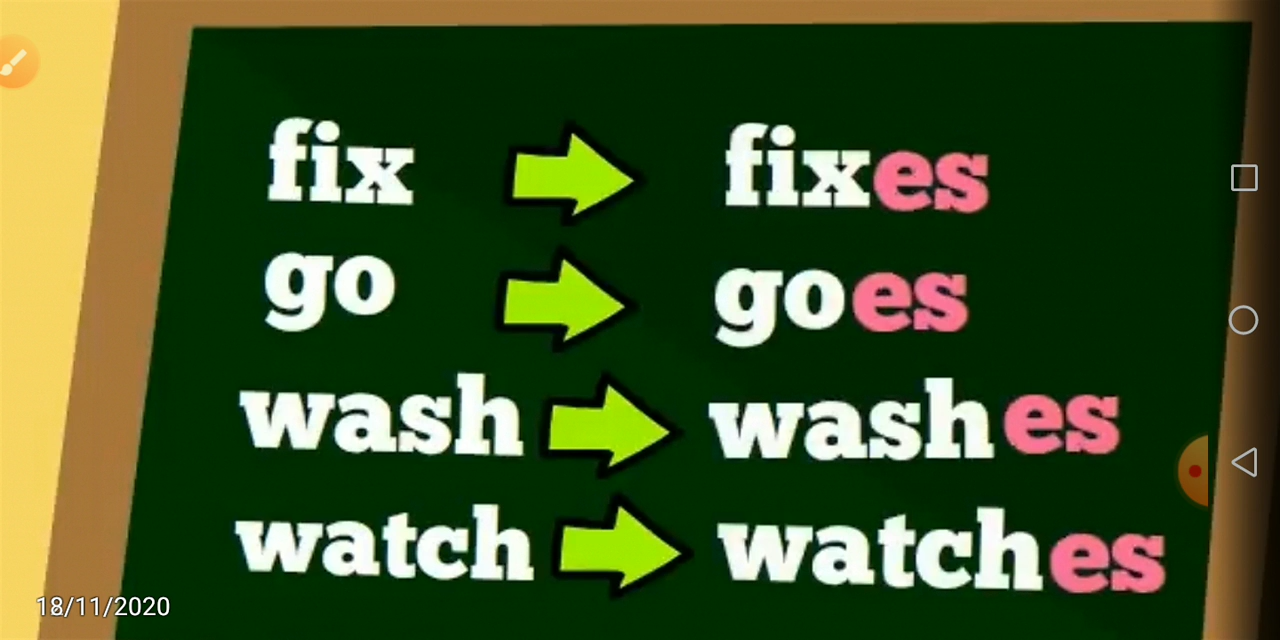 fix fixes
go goes
wash washes
watch watches
18/11/2020